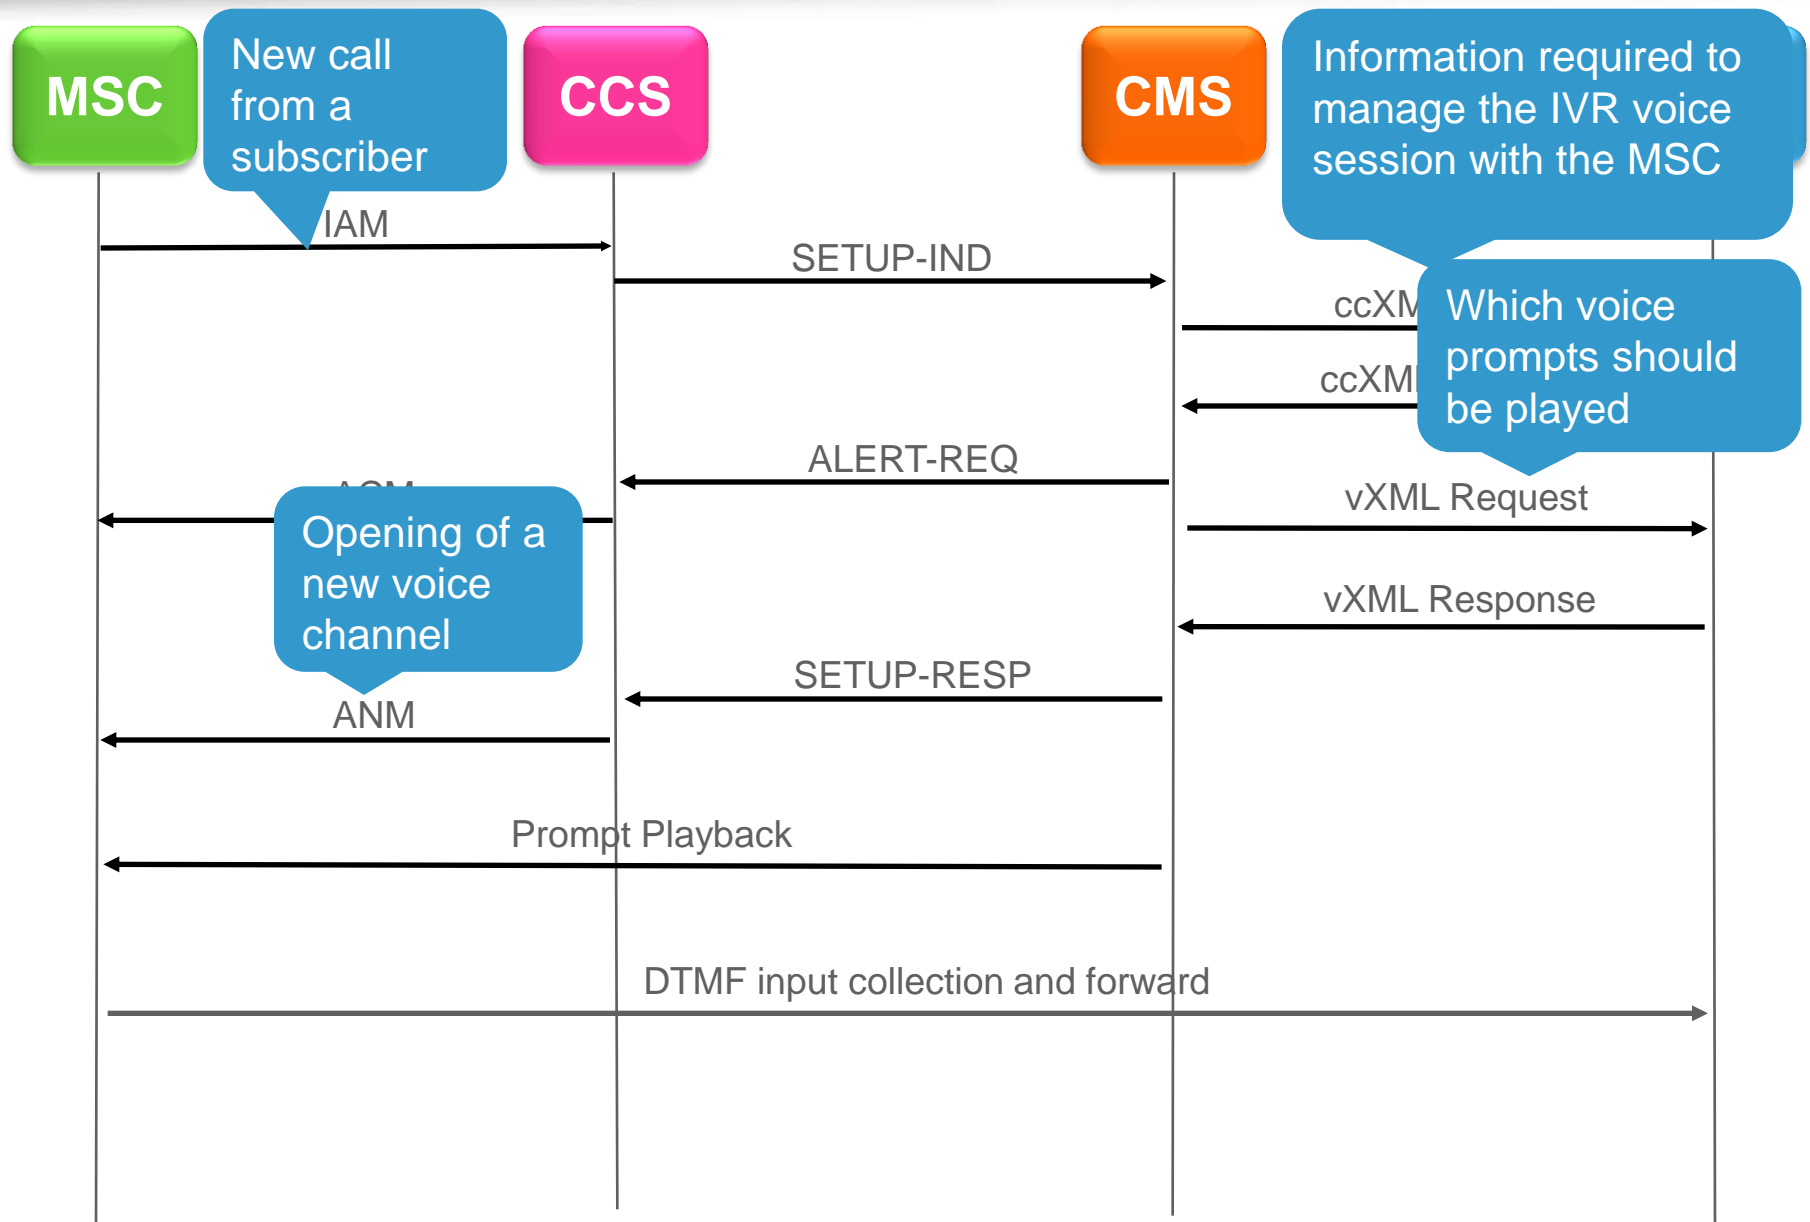 MSC
New call
from a
subscriber
CCS
CMS
Information required to
manage the IVR voice
session with the MSC
IAM
SETUP-IND
Which voice
prompts should
be played
ALERT-REQ
vXML Request
Opening of a
new voice
channel
vXML Response
SETUP-RESP
ANM
Prompt Playback
DTMF input collection and forward